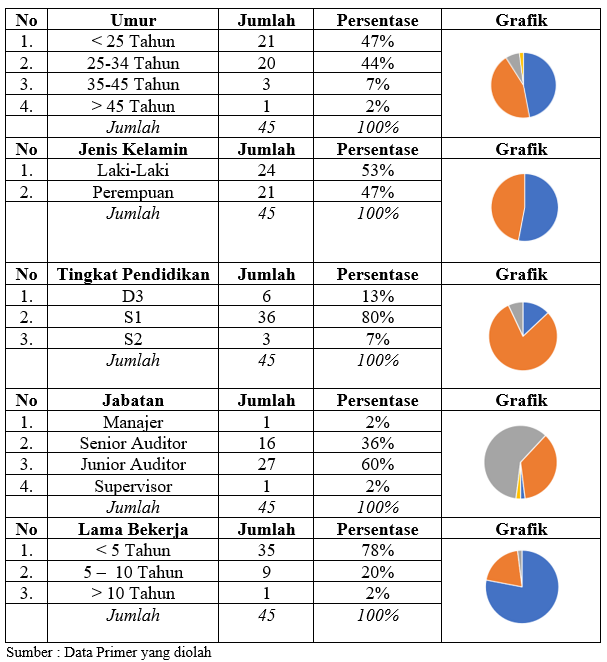 No Umur Jumlah Persentase Grafik
1. < 25 Tahun 21 47%
2. 25-34 Tahun 20 44%
3. 35-45 Tahun 3 7%
4. > 45 Tahun 1 2%
Jumlah 45 100%
No Jenis Kelamin Jumlah Persentase Grafik
1. Laki-Laki 24 53%
2. Perempuan 21 47%
Jumlah 45 100%
No Tingkat Pendidikan Jumlah Persentase Grafik
1. D3 6 13%
2. S1 36 80%
3. S2 3 7%
Jumlah 45 100%
No Jabatan Jumlah Persentase Grafik
1. Manajer 1 2%
2. Senior Auditor 16 36%
3. Junior Auditor 27 60%
4. Supervisor 1 2%
Jumlah 45 100%
No Lama Bekerja Jumlah Persentase Grafik
1. < 5 Tahun 35 78%
2. 5 – 10 Tahun 9 20%
3. > 10 Tahun 1 2%
Jumlah 45 100%
Sumber : Data Primer yang diolah